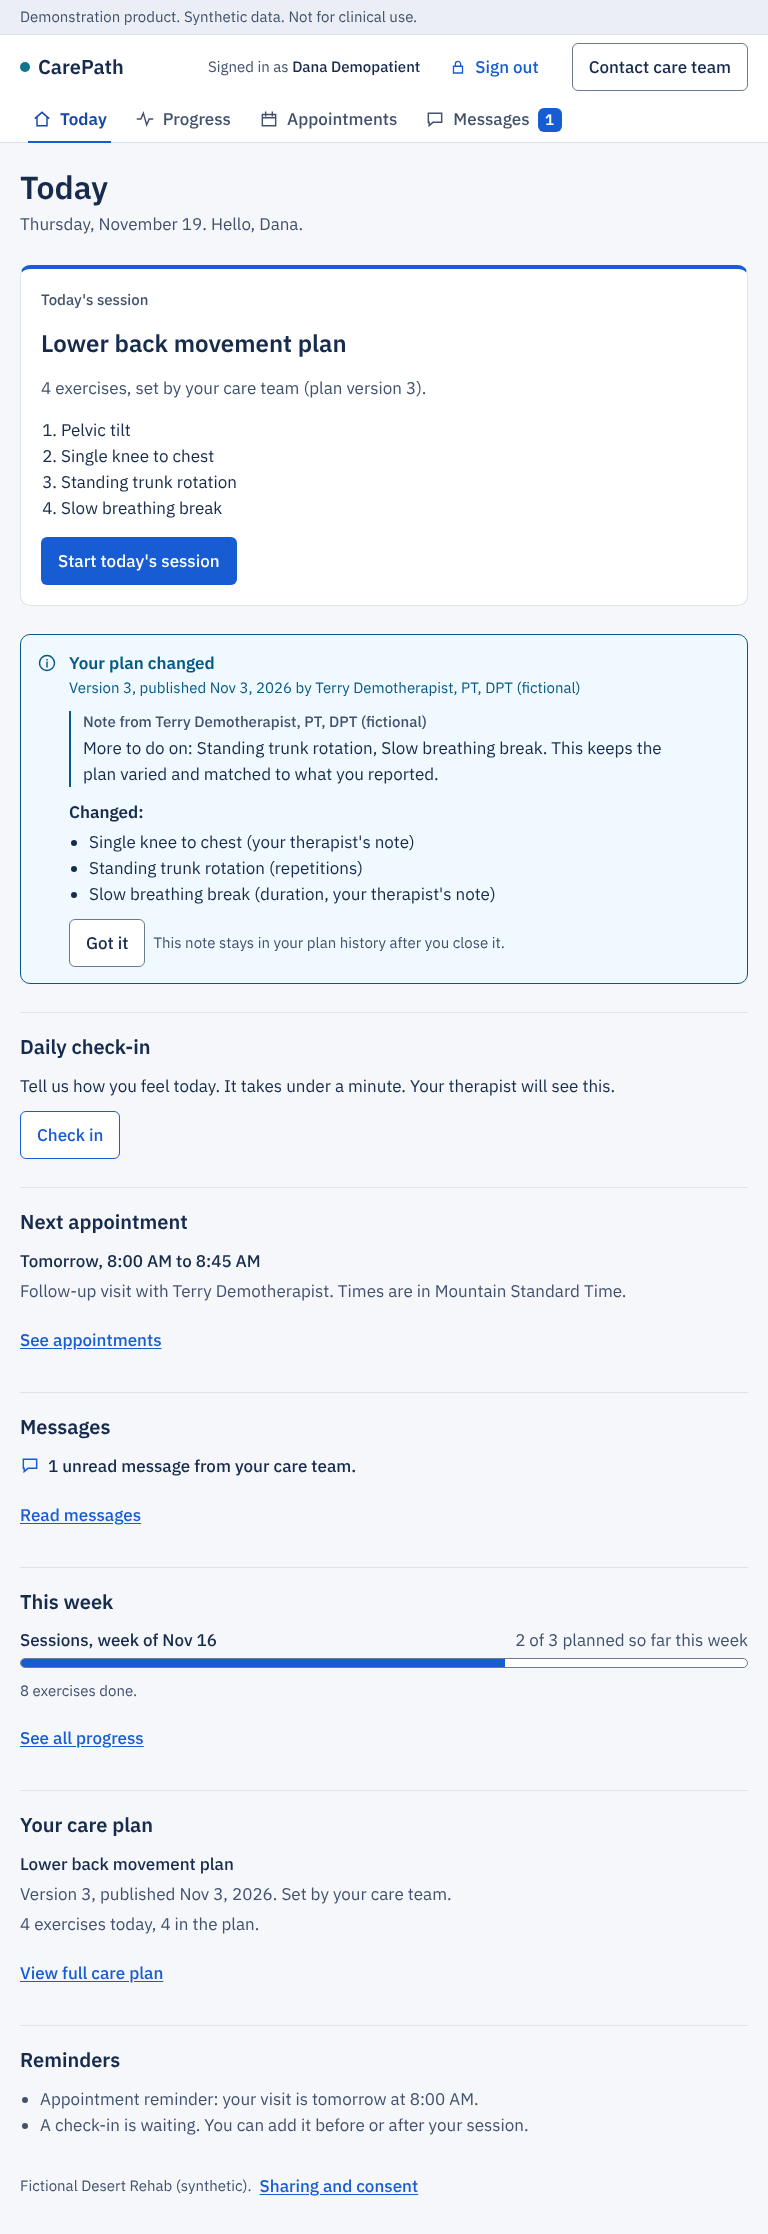 Demonstration product. Synthetic data. Not for clinical use.
CarePath
Signed in as Dana Demopatient
Sign out
Contact care team
Today
Progress
Appointments
Messages 1
Today
Thursday, November 19. Hello, Dana.
Today's session
Lower back movement plan
4 exercises, set by your care team (plan version 3).
1. Pelvic tilt
2. Single knee to chest
3. Standing trunk rotation
4. Slow breathing break
Start today's session
Your plan changed
Version 3, published Nov 3, 2026 by Terry Demotherapist, PT, DPT (fictional)
Note from Terry Demotherapist, PT, DPT (fictional)
More to do on: Standing trunk rotation, Slow breathing break. This keeps the
plan varied and matched to what you reported.
Changed:
• Single knee to chest (your therapist's note)
• Standing trunk rotation (repetitions)
• Slow breathing break (duration, your therapist's note)
Got it
This note stays in your plan history after you close it.
Daily check-in
Tell us how you feel today. It takes under a minute. Your therapist will see this.
Check in
Next appointment
Tomorrow, 8:00 AM to 8:45 AM
Follow-up visit with Terry Demotherapist. Times are in Mountain Standard Time.
See appointments
Messages
1 unread message from your care team.
Read messages
This week
Sessions, week of Nov 16
2 of 3 planned so far this week
8 exercises done.
See all progress
Your care plan
Lower back movement plan
Version 3, published Nov 3, 2026. Set by your care team.
4 exercises today, 4 in the plan.
View full care plan
Reminders
• Appointment reminder: your visit is tomorrow at 8:00 AM.
• A check-in is waiting. You can add it before or after your session.
Fictional Desert Rehab (synthetic). Sharing and consent